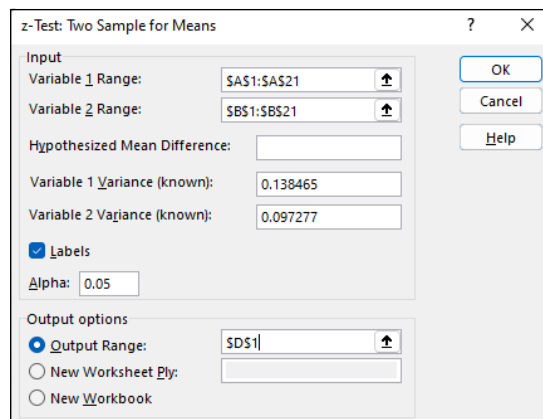 z-Test: Two Sample for Means ? ×
Input
Variable 1 Range: $A$1:$A$21
Variable 2 Range: $B$1:$B$21
Hypothesized Mean Difference:
Variable 1 Variance (known): 0.138465
Variable 2 Variance (known): 0.097277
Labels
Alpha: 0.05
Output options
Output Range: $D$1
New Worksheet Ply:
New Workbook
OK
Cancel
Help